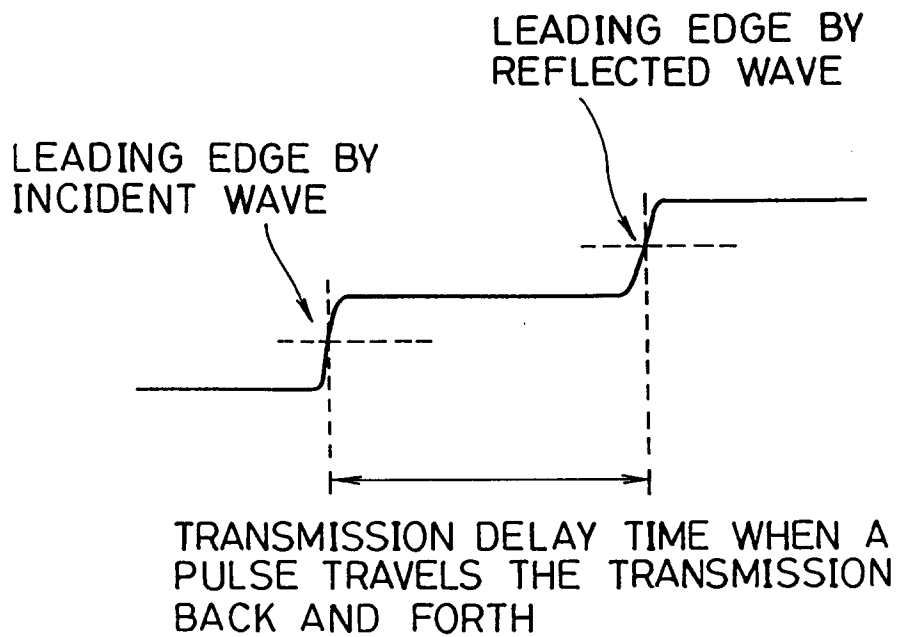 LEADING EDGE BY
REFLECTED WAVE
LEADING EDGE BY
INCIDENT WAVE
TRANSMISSION DELAY TIME WHEN A
PULSE TRAVELS THE TRANSMISSION
BACK AND FORTH